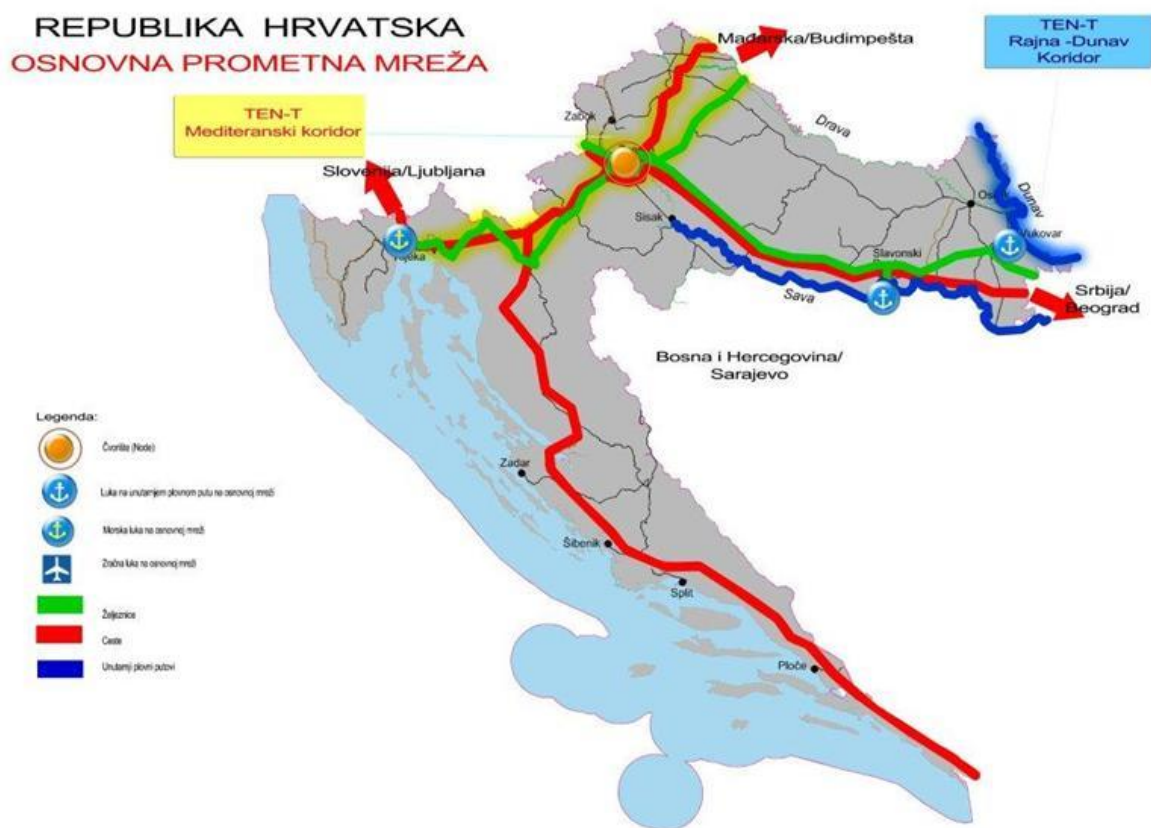 REPUBLIKA HRVATSKA
OSNOVNA PROMETNA MREŽA
TEN-T
Rajna -Dunav
Koridor
Mađarska/Budimpešta
TEN-T
Mediteranski koridor
Zabok
Drava
Slovenija/Ljubljana
Dunav
Sisak
Vukovar
Slavonski
Sava
Srbija/
Beograd
Bosna i Hercegovina/
Sarajevo
Legenda:
Čvorište (Node)
Luka na unutarnjem plovnom putu na osnovnoj mreži
Morska luka na osnovnoj mreži
Zračna luka na osnovnoj mreži
Željeznice
Ceste
Unutarnji plovni putovi
Zadar
Šibenik
Split
Ploče